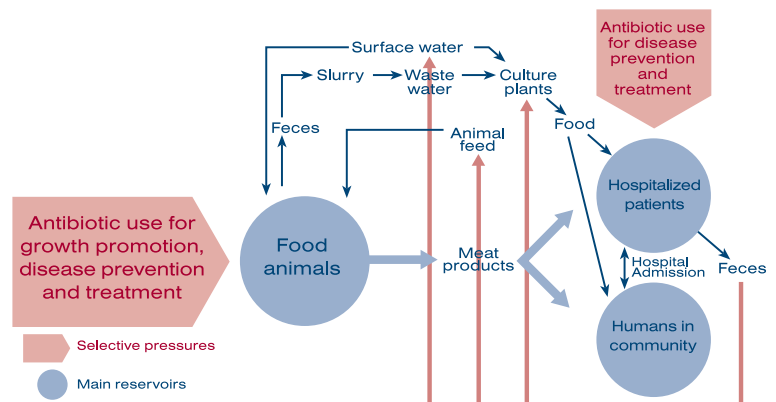 Antibiotic use
for disease
prevention
and
treatment
Surface water
Slurry
Waste
water
Culture
plants
Feces
Animal
feed
Food
Hospitalized
patients
Antibiotic use for
growth promotion,
disease prevention
and treatment
Food
animals
Meat
products
Hospital
Admission
Feces
Humans in
community
Selective pressures
Main reservoirs